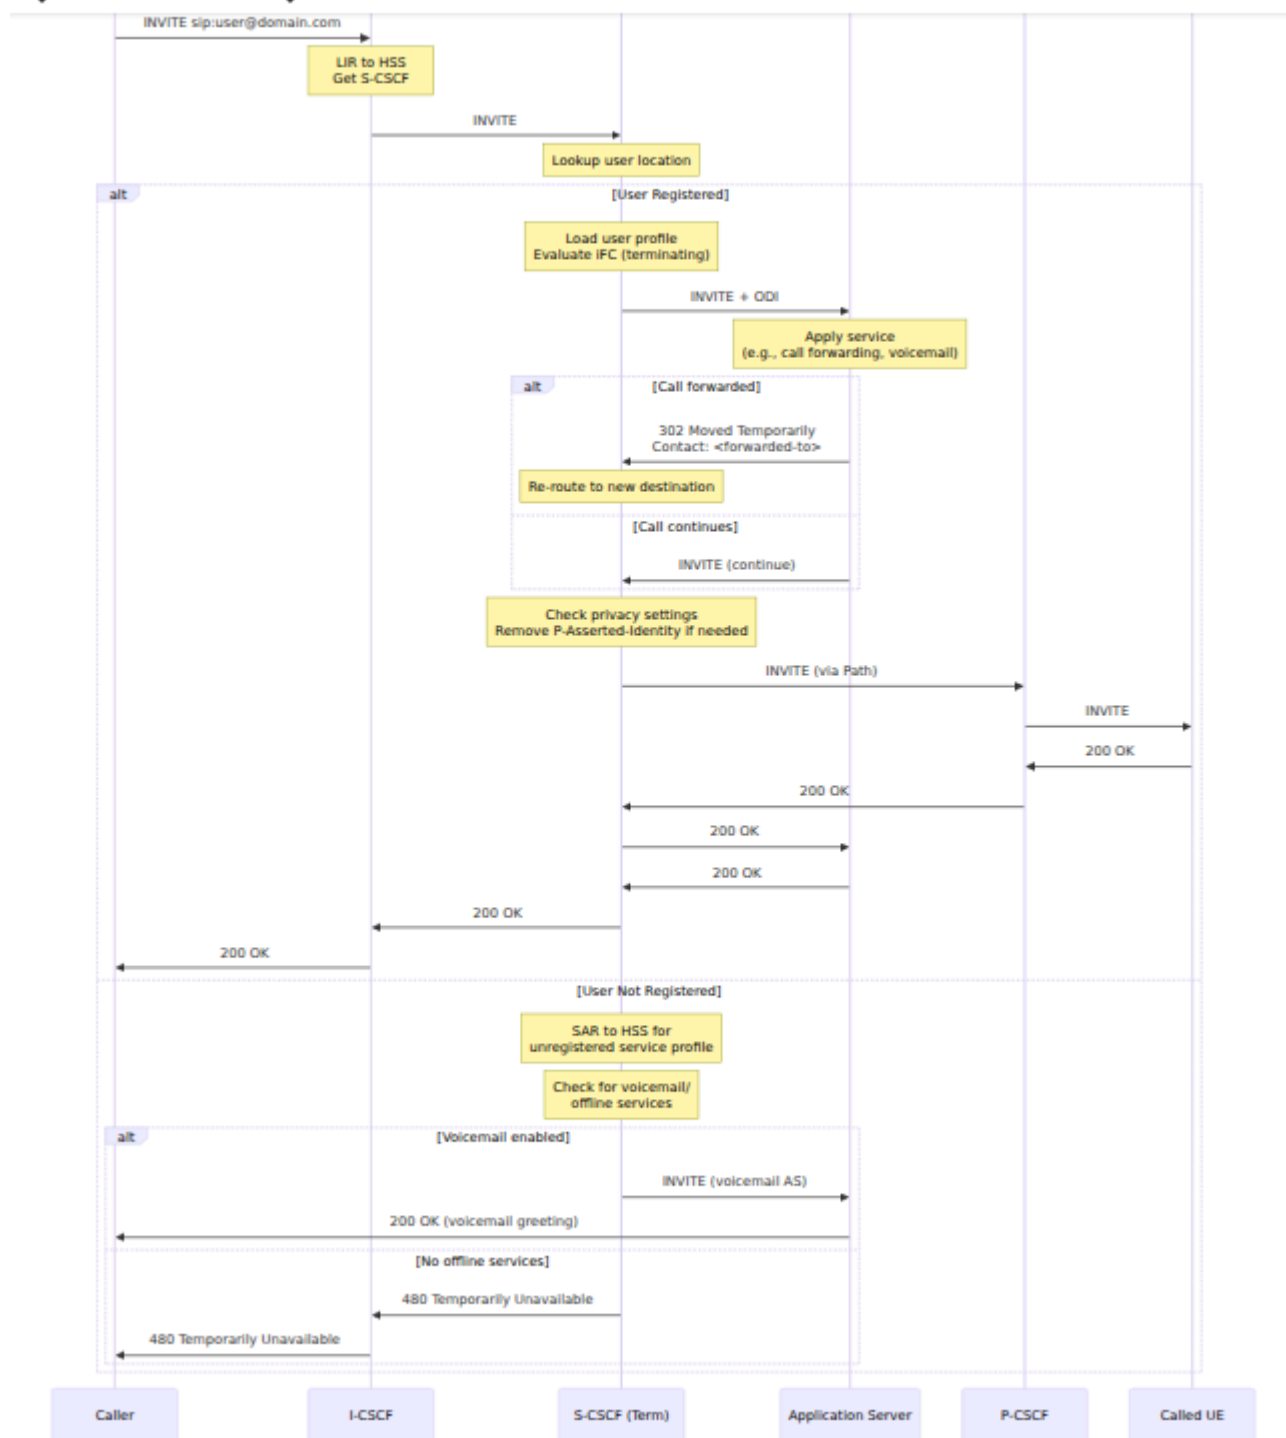 INVITE sip:user@domain.com
LIR to HSS
Get S-CSCF
INVITE
Lookup user location
alt
[User Registered]
Load user profile
Evaluate iFC (terminating)
INVITE + ODI
Apply service
(e.g., call forwarding, voicemail)
alt
[Call forwarded]
302 Moved Temporarily
Contact: <forwarded-to>
Re-route to new destination
[Call continues]
INVITE (continue)
Check privacy settings
Remove P-Asserted-Identity if needed
INVITE (via Path)
INVITE
200 OK
200 OK
200 OK
200 OK
200 OK
200 OK
[User Not Registered]
SAR to HSS for
unregistered service profile
Check for voicemail/
offline services
alt
[Voicemail enabled]
INVITE (voicemail AS)
200 OK (voicemail greeting)
[No offline services]
480 Temporarily Unavailable
480 Temporarily Unavailable
Caller
I-CSCF
S-CSCF (Term)
Application Server
P-CSCF
Called UE